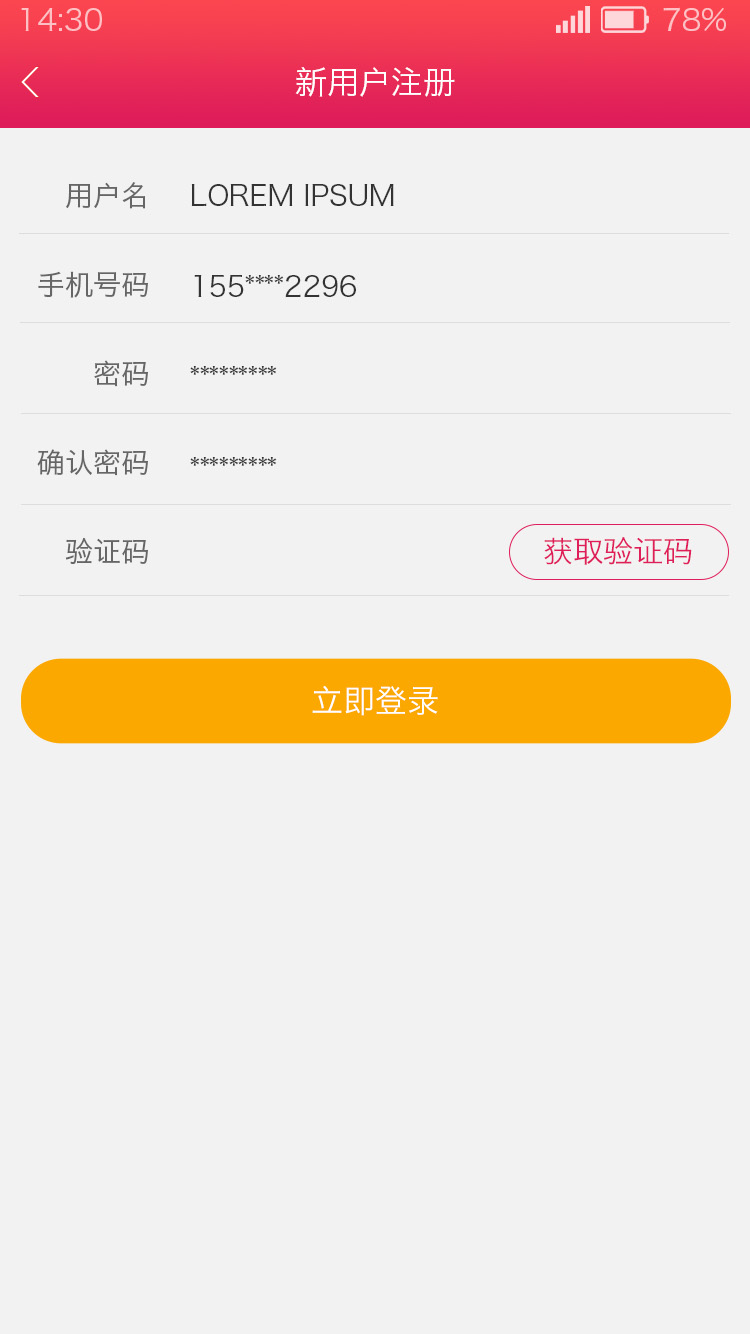 14:30 78%
新用户注册
用户名 LOREM IPSUM
手机号码 155****2296
密码 *********
确认密码 *********
验证码 获取验证码
立即登录